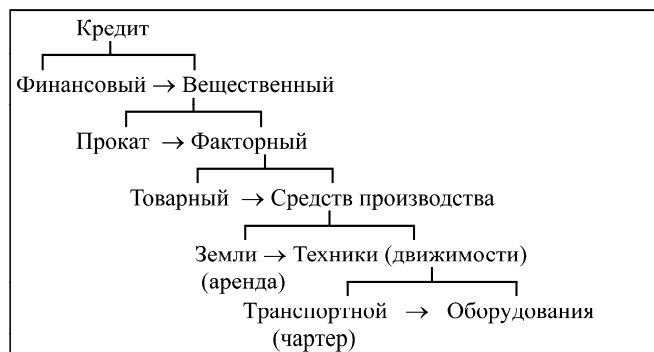 Кредит
Финансовый → Вещественный
Прокат → Факторный
Товарный → Средств производства
Земли → Техники (движимости)
(аренда)
Транспортной → Оборудования
(чартер)